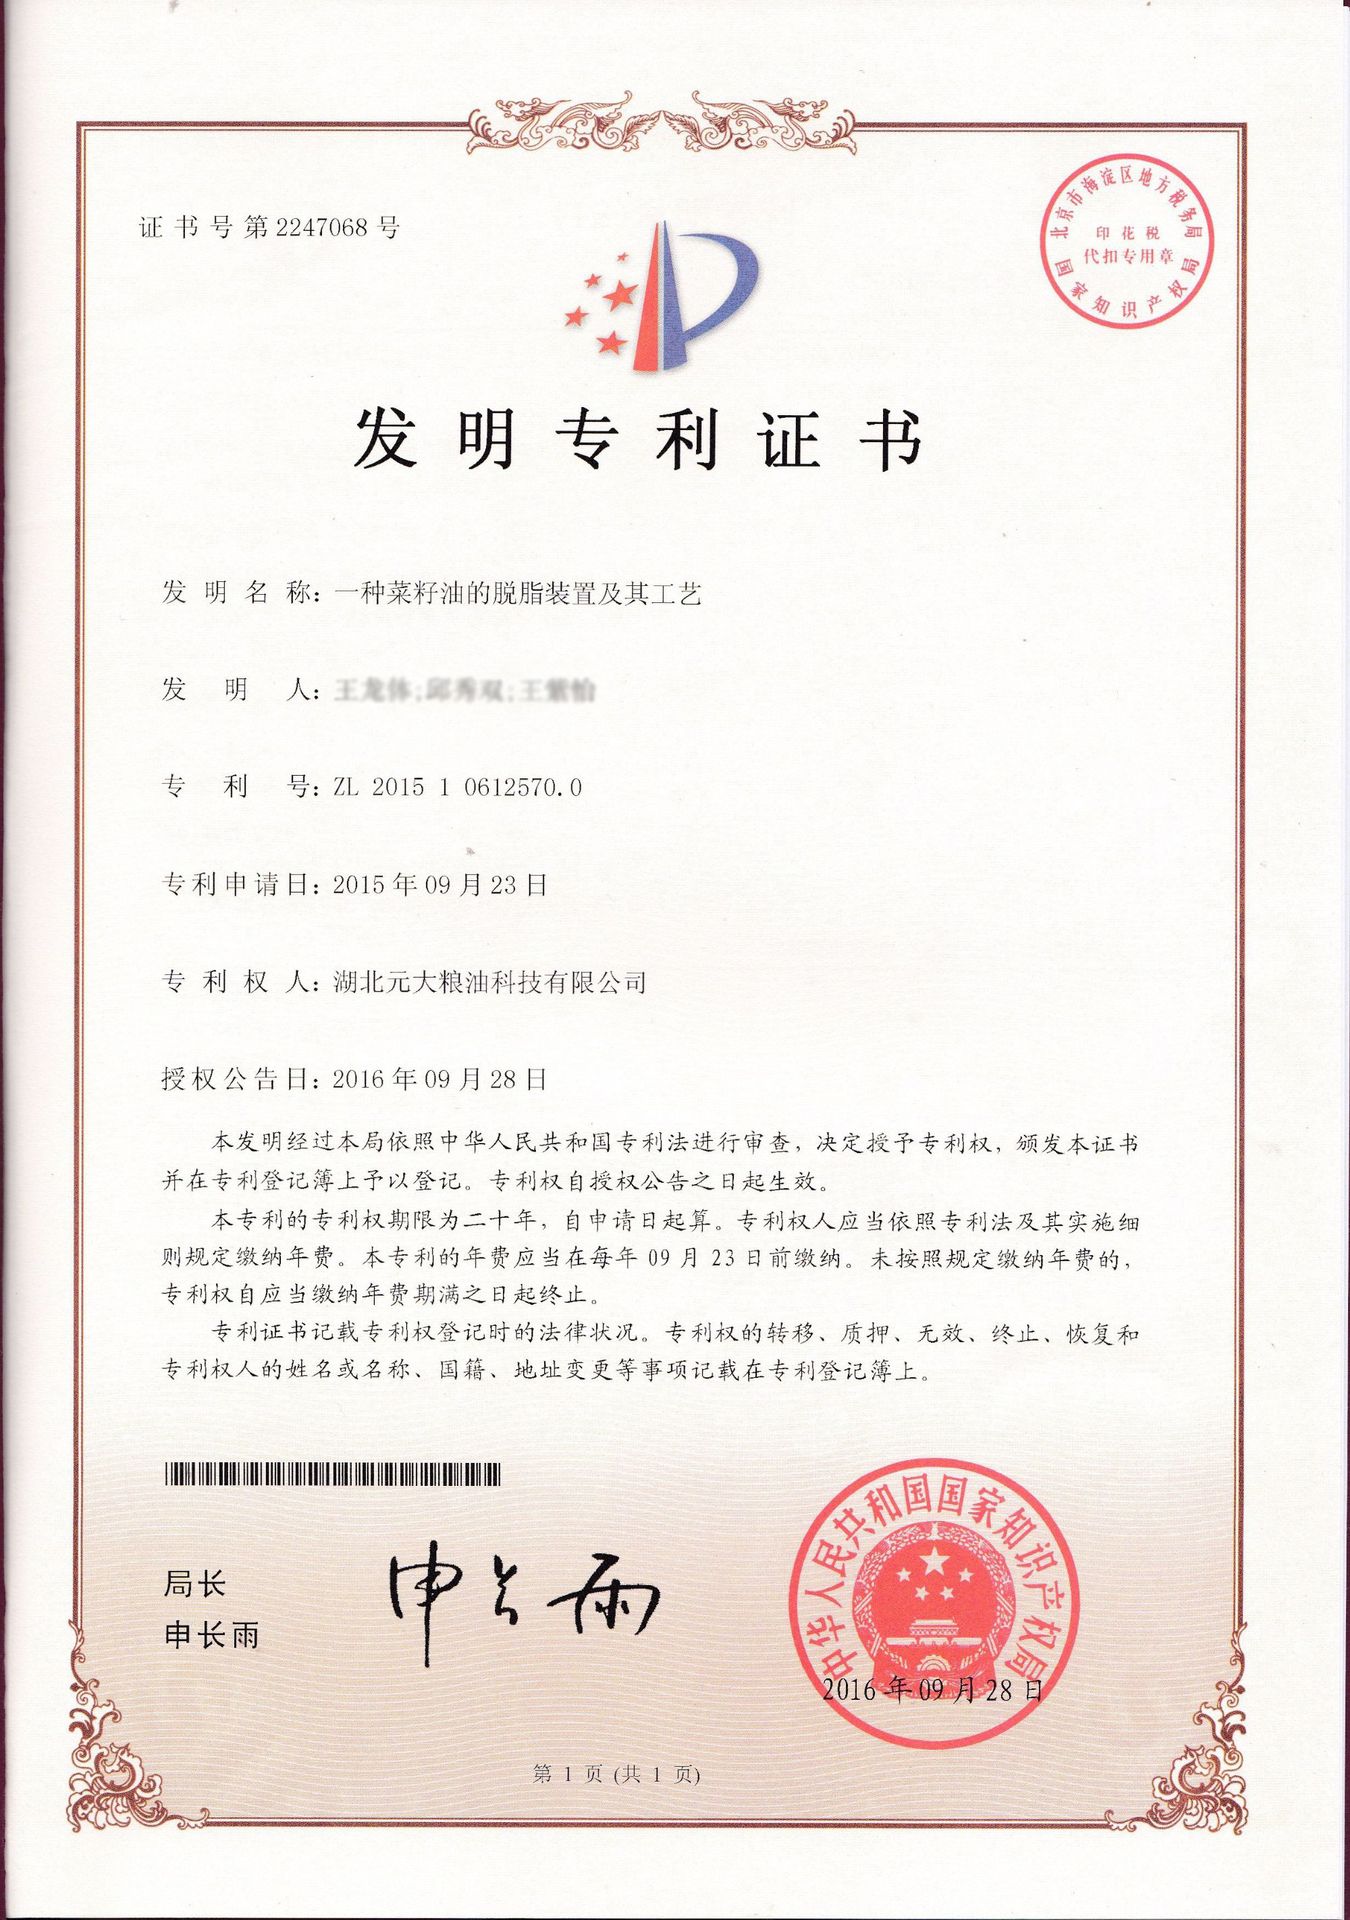 证书号第2247068号
北京市海淀区地方税务局
印花税
代扣专用章
国家知识产权局
发明专利证书
发明名称：一种菜籽油的脱脂装置及其工艺
发明人：
专利号：ZL 2015 1 0612570.0
专利申请日：2015年09月23日
专利权人：湖北元大粮油科技有限公司
授权公告日：2016年09月28日
本发明经过本局依照中华人民共和国专利法进行审查，决定授予专利权，颁发本证书
并在专利登记簿上予以登记。专利权自授权公告之日起生效。
本专利的专利权期限为二十年，自申请日起算。专利权人应当依照专利法及其实施细
则规定缴纳年费。本专利的年费应当在每年09月23日前缴纳。未按照规定缴纳年费的，
专利权自应当缴纳年费期满之日起终止。
专利证书记载专利权登记时的法律状况。专利权的转移、质押、无效、终止、恢复和
专利权人的姓名或名称、国籍、地址变更等事项记载在专利登记簿上。
局长
申长雨
申长雨
中华人民共和国国家知识产权局
2016年09月28日
第1页(共1页)